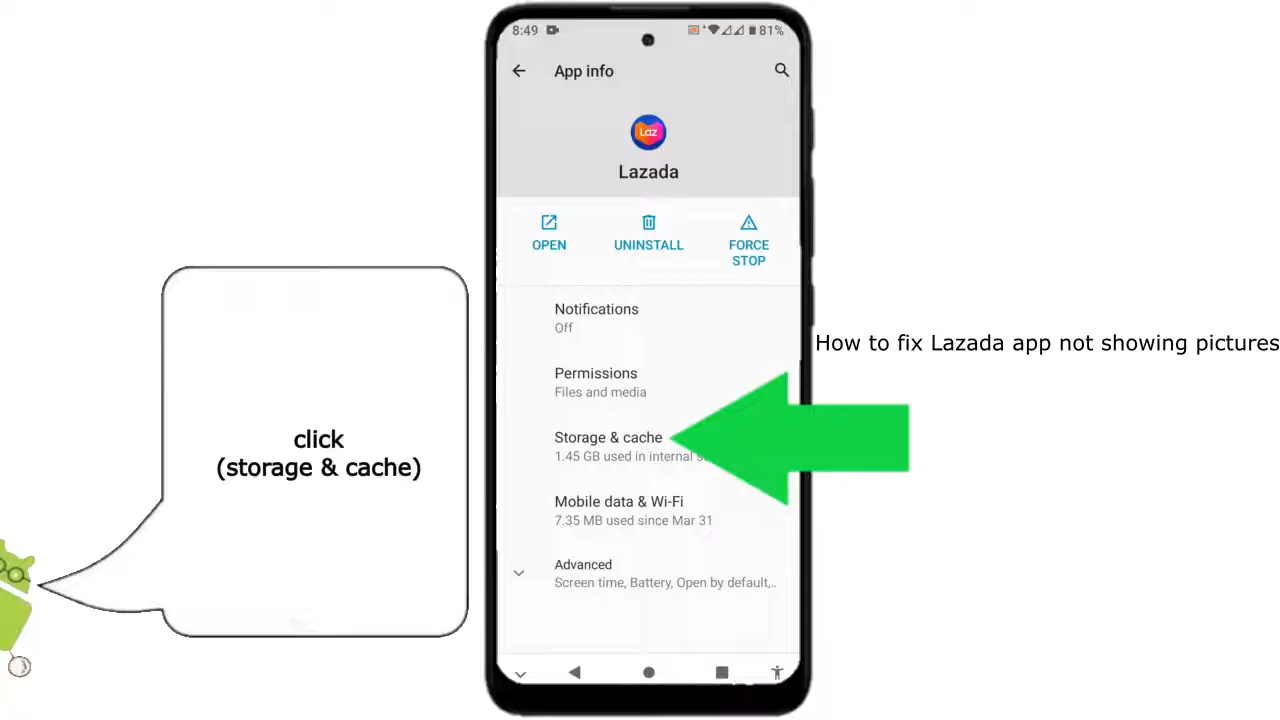 8:49
81%
App info
Laz
Lazada
OPEN
UNINSTALL
FORCE
STOP
Notifications
Off
Permissions
Files and media
Storage & cache
1.45 GB used in internal
Mobile data & Wi-Fi
7.35 MB used since Mar 31
Advanced
Screen time, Battery, Open by default,..
click
(storage & cache)
How to fix Lazada app not showing pictures